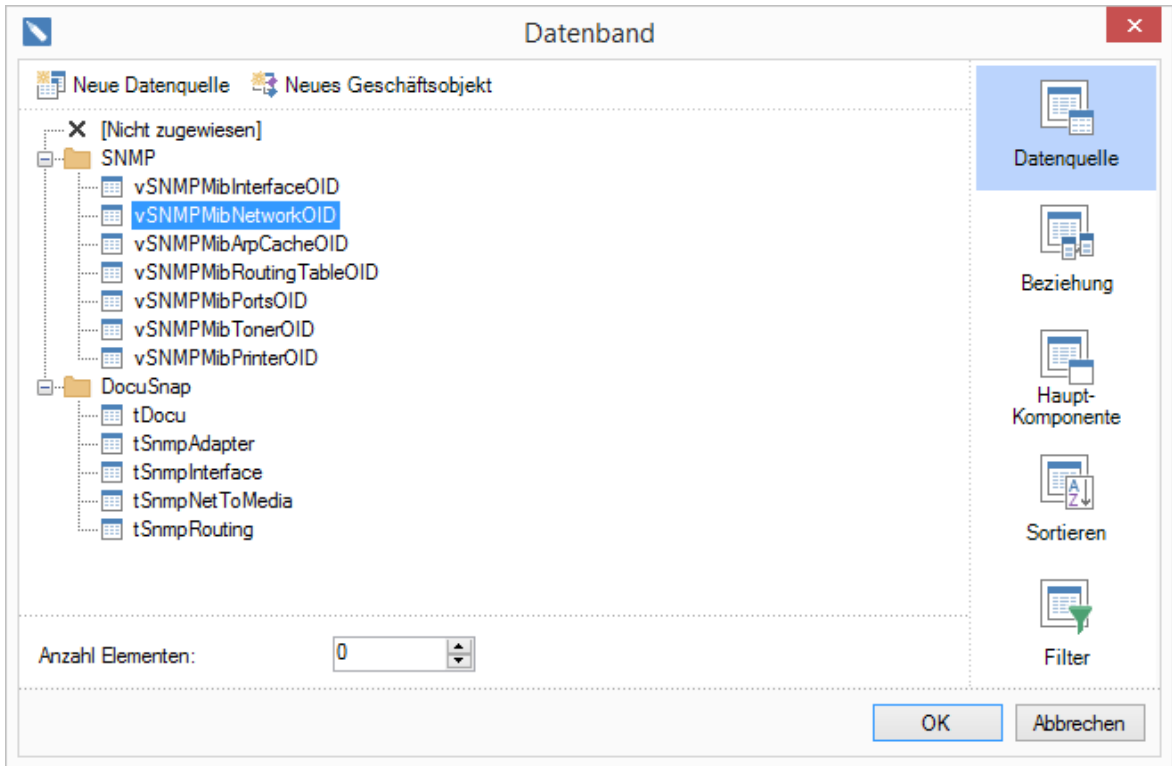 Datenband
Neue Datenquelle Neues Geschäftsobjekt
[Nicht zugewiesen]
SNMP
vSNMPMibInterfaceOID
vSNMPMibNetworkOID
vSNMPMibArpCacheOID
vSNMPMibRoutingTableOID
vSNMPMibPortsOID
vSNMPMibTonerOID
vSNMPMibPrinterOID
DocuSnap
tDocu
tSnmpAdapter
tSnmpInterface
tSnmpNetToMedia
tSnmpRouting
Anzahl Elementen: 0
Datenquelle
Beziehung
Haupt-
Komponente
Sortieren
Filter
OK Abbrechen